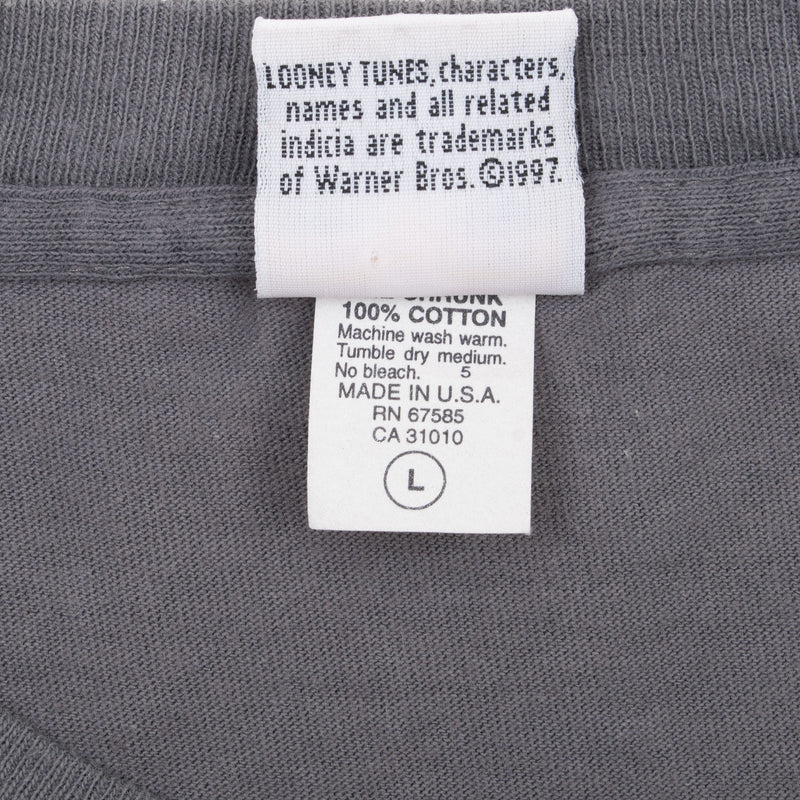 LOONEY TUNES, characters,
names and all related
indicia are trademarks
of Warner Bros. ©1997.
SHRUNK
100% COTTON
Machine wash warm.
Tumble dry medium.
No bleach. 5
MADE IN U.S.A.
RN 67585
CA 31010
L